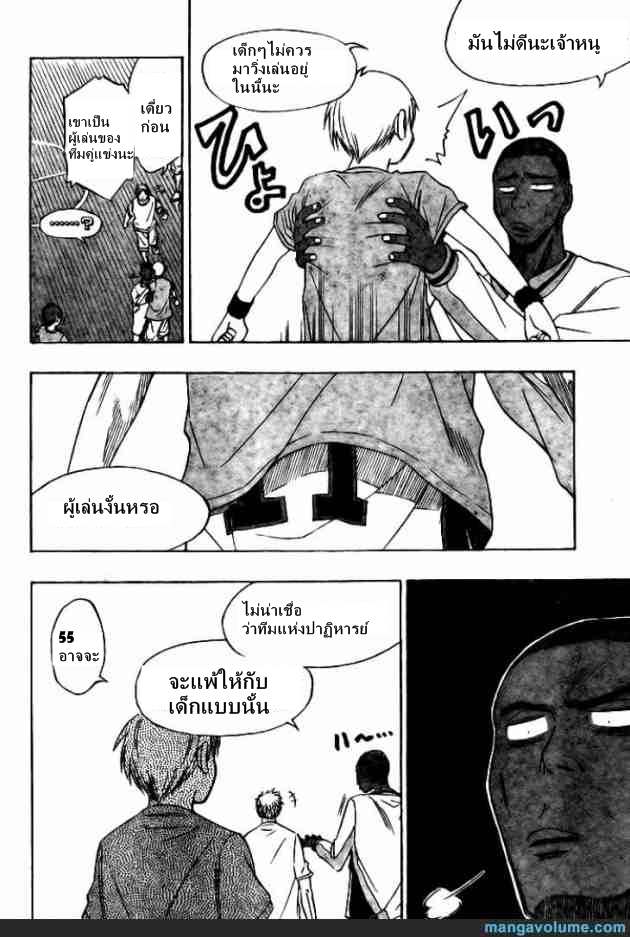 มันไม่ดีนะเจ้าหนู
เด็กๆไม่ควร
มาวิ่งเล่นอยู่
ในนี้นะ
ひょ
いっ
เดี๋ยว
ก่อน
เขาเป็น
ผู้เล่นของ
ทีมคู่แข่งนะ
……?
11
ผู้เล่นงั้นหรอ
ไม่น่าเชื่อ
ว่าทีมแห่งปาฏิหารย์
จะแพ้ให้กับ
เด็กแบบนั้น
55
อาจจะ
mangavolume.com